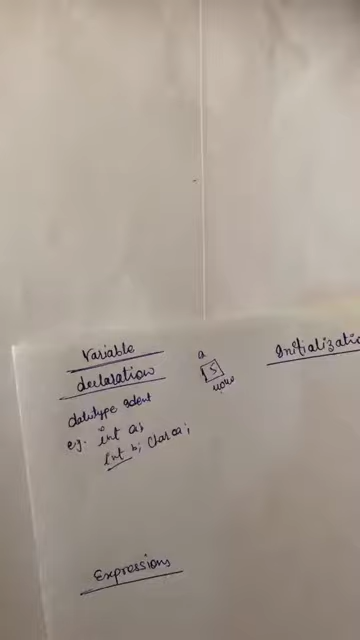 Variable
declaration
datatype ident
eg: int a;
int b; Char a;
a
5
Initializatio
Expressions